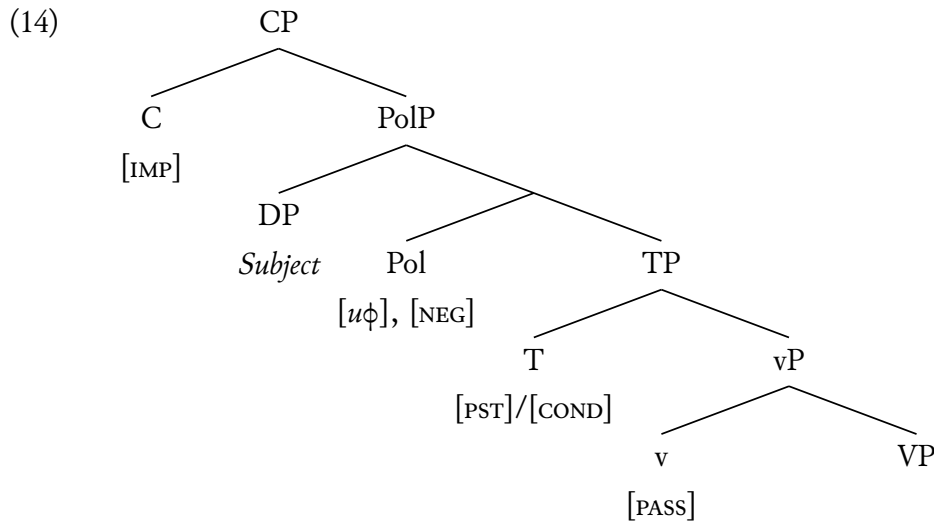 (14) CP
C PolP
[IMP]
DP
Subject Pol TP
[uϕ], [NEG]
T vP
[PST]/[COND]
v VP
[PASS]